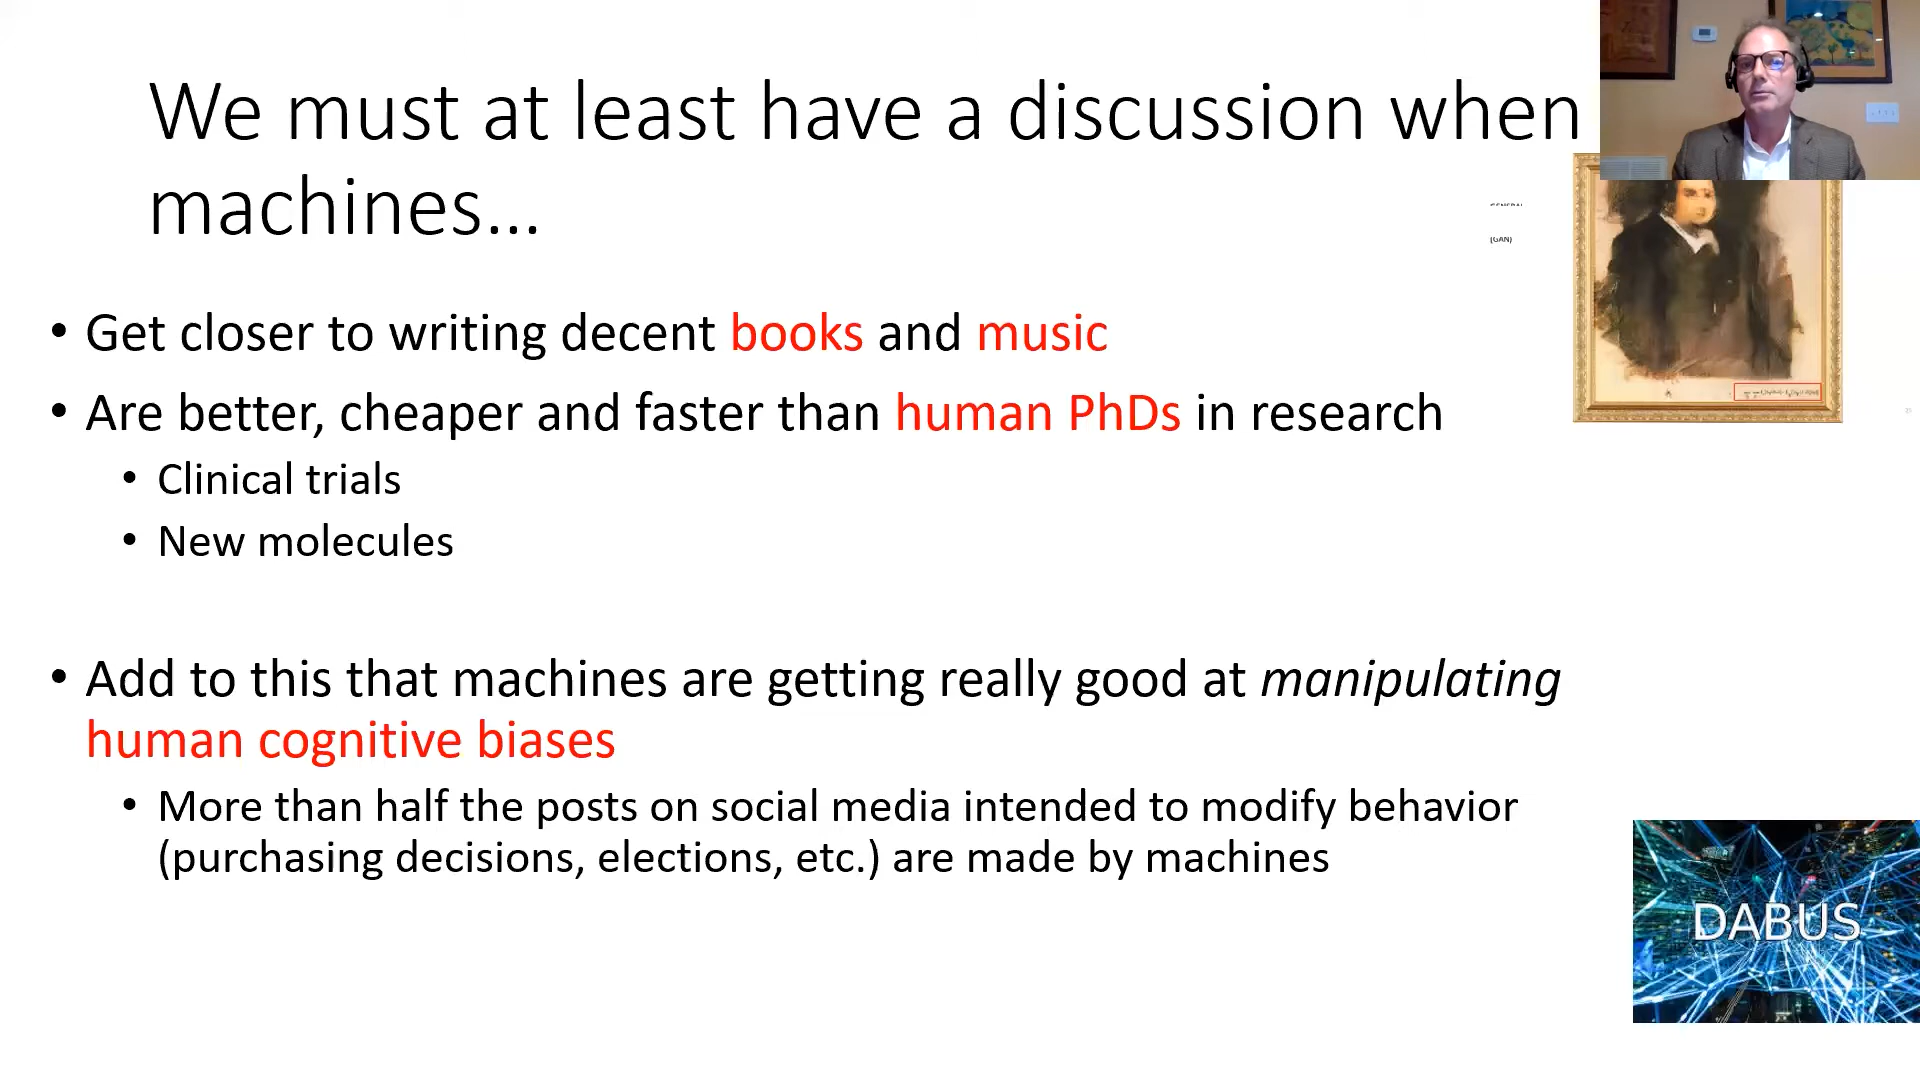 We must at least have a discussion when
machines...
(GAN)
• Get closer to writing decent books and music
• Are better, cheaper and faster than human PhDs in research
• Clinical trials
• New molecules
• Add to this that machines are getting really good at manipulating
human cognitive biases
• More than half the posts on social media intended to modify behavior
(purchasing decisions, elections, etc.) are made by machines
DABUS